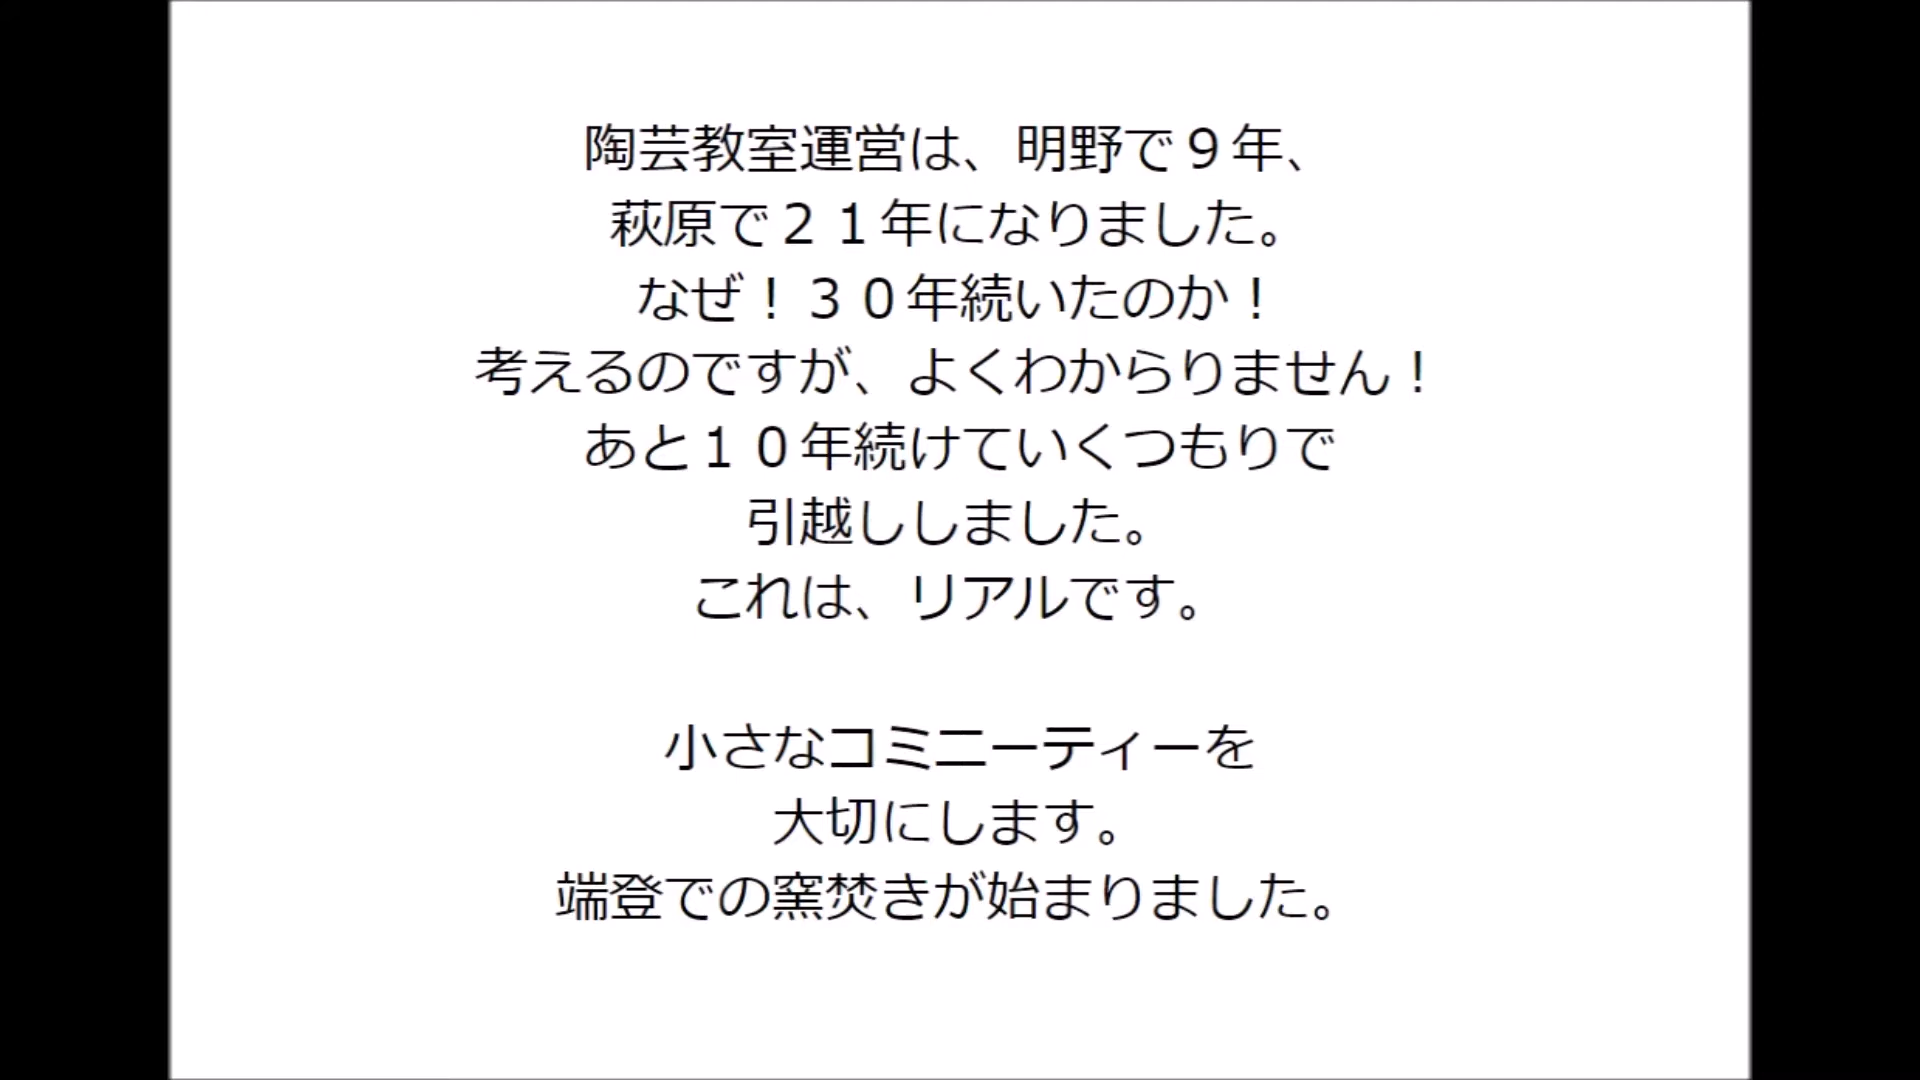 陶芸教室運営は、明野で９年、
萩原で２１年になりました。
なぜ！３０年続いたのか！
考えるのですが、よくわからりません！
あと１０年続けていくつもりで
引越ししました。
これは、リアルです。
小さなコミニーティーを
大切にします。
端登での窯焚きが始まりました。